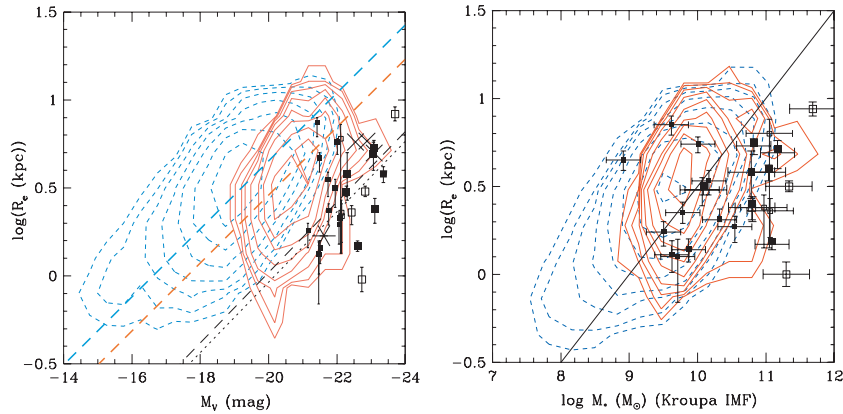 1.5
1
0.5
0
−0.5
log(R_e (kpc))
−14 −16 −18 −20 −22 −24
M_V (mag)
1.5
1
0.5
0
−0.5
log(R_e (kpc))
7 8 9 10 11 12
log M_* (M_⊙) (Kroupa IMF)